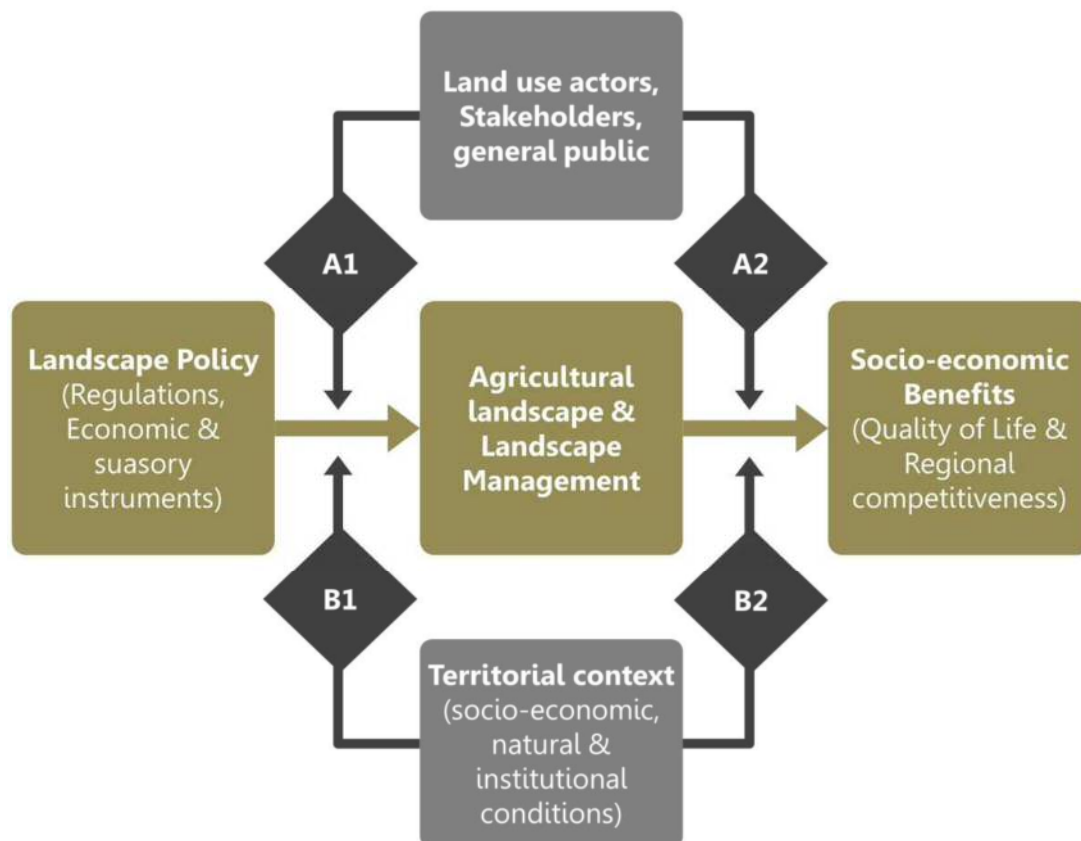 Land use actors,
Stakeholders,
general public
A1
A2
Landscape Policy
(Regulations,
Economic &
suasory
instruments)
Agricultural
landscape &
Landscape
Management
Socio-economic
Benefits
(Quality of Life &
Regional
competitiveness)
B1
B2
Territorial context
(socio-economic,
natural &
institutional
conditions)